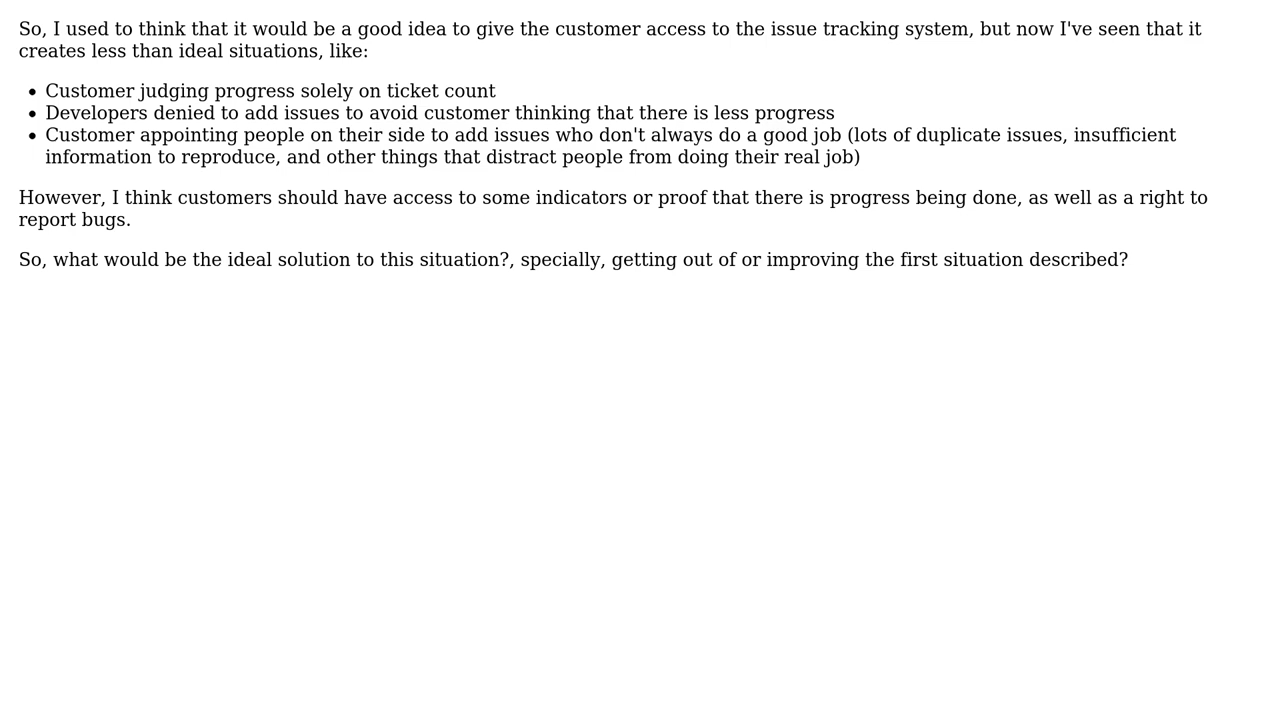 So, I used to think that it would be a good idea to give the customer access to the issue tracking system, but now I've seen that it
creates less than ideal situations, like:
• Customer judging progress solely on ticket count
• Developers denied to add issues to avoid customer thinking that there is less progress
• Customer appointing people on their side to add issues who don't always do a good job (lots of duplicate issues, insufficient
information to reproduce, and other things that distract people from doing their real job)
However, I think customers should have access to some indicators or proof that there is progress being done, as well as a right to
report bugs.
So, what would be the ideal solution to this situation?, specially, getting out of or improving the first situation described?